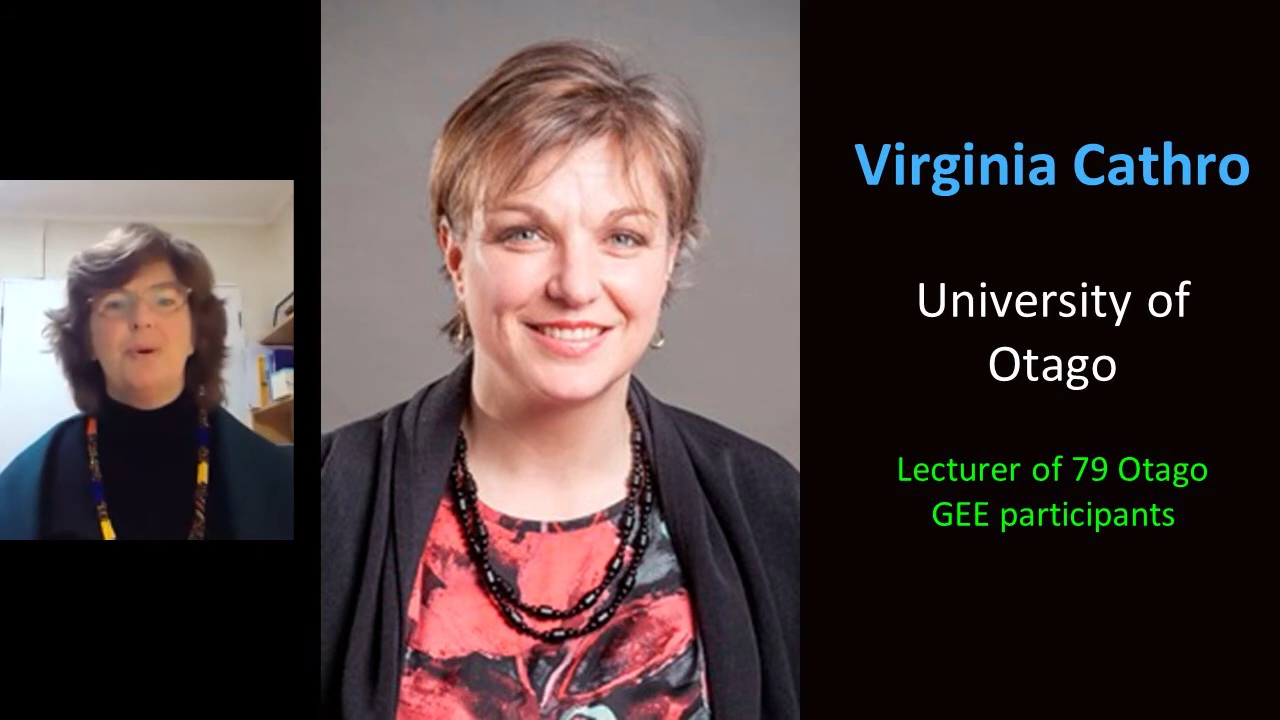 Virginia Cathro
University of
Otago
Lecturer of 79 Otago
GEE participants